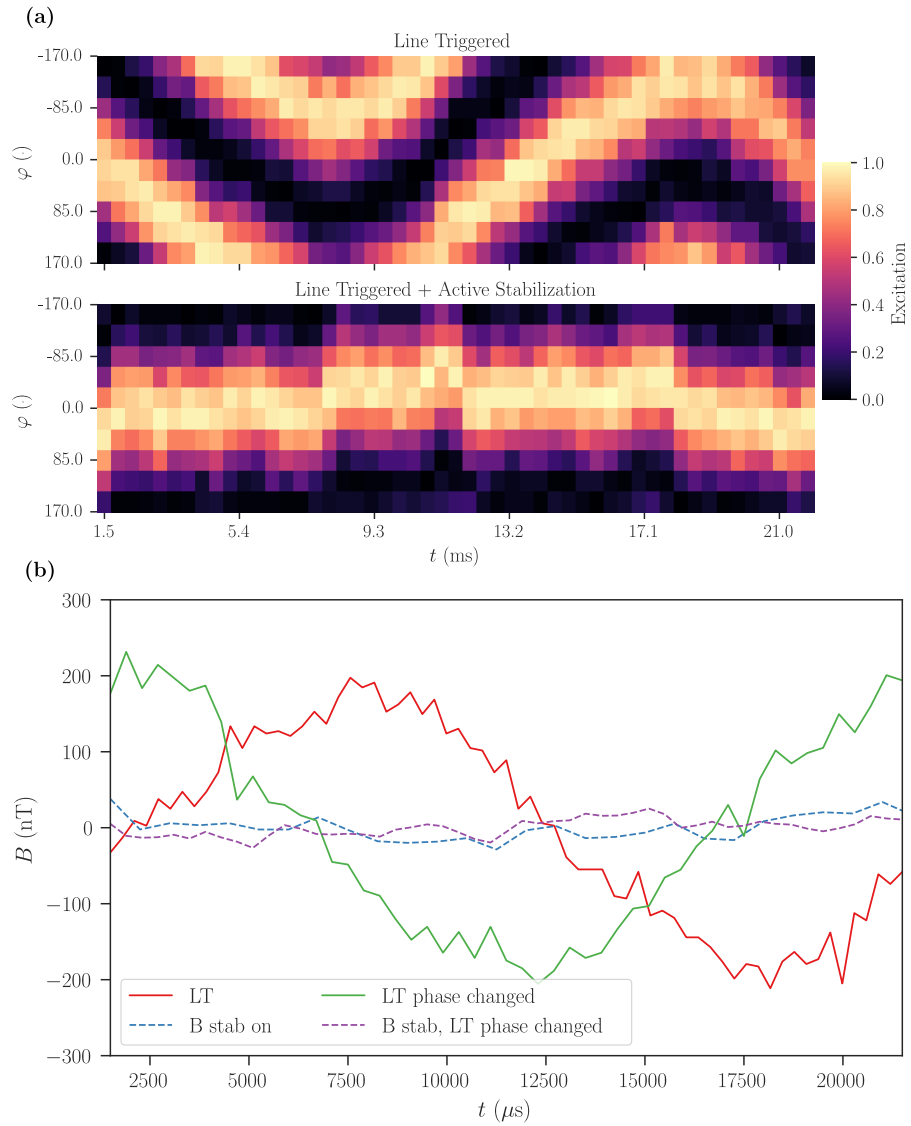 (a)
Line Triggered
-170.0
-85.0
0.0
85.0
170.0
φ (.)
Line Triggered + Active Stabilization
-170.0
-85.0
0.0
85.0
170.0
φ (.)
1.5 5.4 9.3 13.2 17.1 21.0
t (ms)
1.0
0.8
0.6
0.4
0.2
0.0
Excitation
(b)
300
200
100
0
−100
−200
−300
B (nT)
LT
B stab on
LT phase changed
B stab, LT phase changed
2500 5000 7500 10000 12500 15000 17500 20000
t (μs)